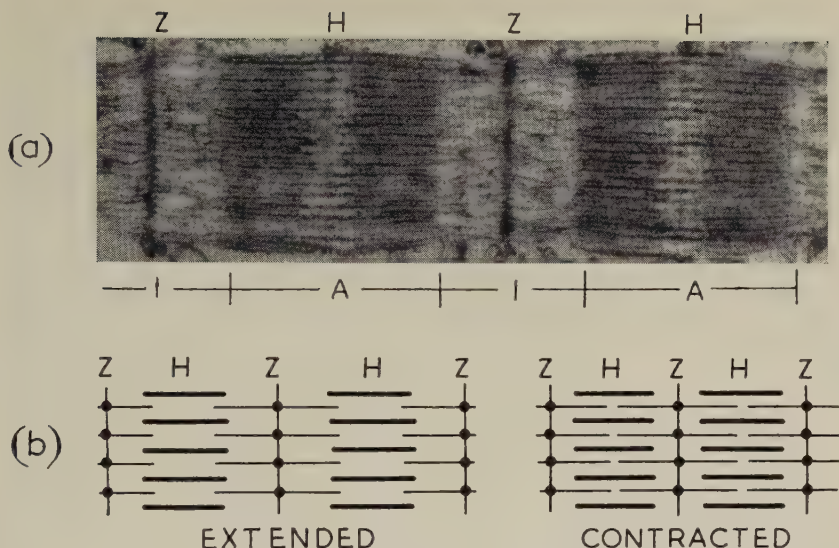 Z H Z H
(a)
I A I A
Z H Z H Z Z H Z H Z
(b)
EXTENDED CONTRACTED